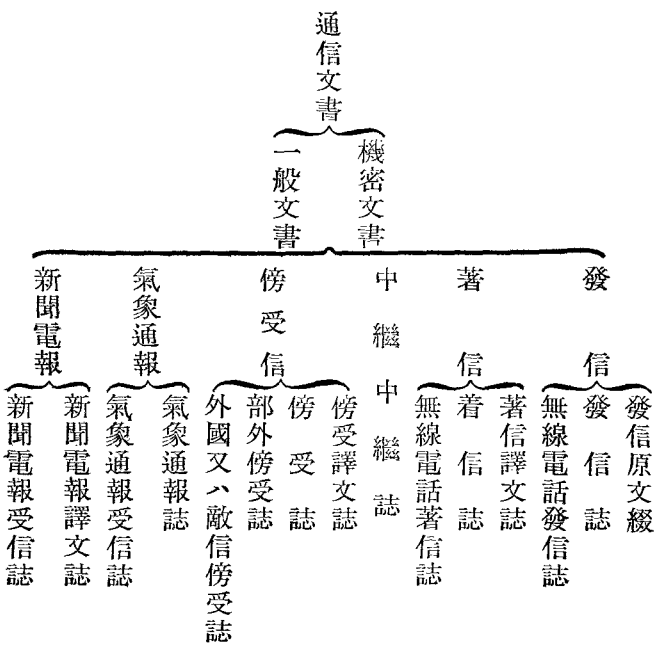 通信文書
機密文書
一般文書
發信
發信原文綴
發信誌
無線電話發信誌
著信
著信譯文誌
着信誌
無線電話著信誌
中繼
中繼誌
傍受信
傍受譯文誌
傍受誌
部外傍受誌
外國又ハ敵信傍受誌
氣象通報
氣象通報誌
氣象通報受信誌
新聞電報
新聞電報譯文誌
新聞電報受信誌